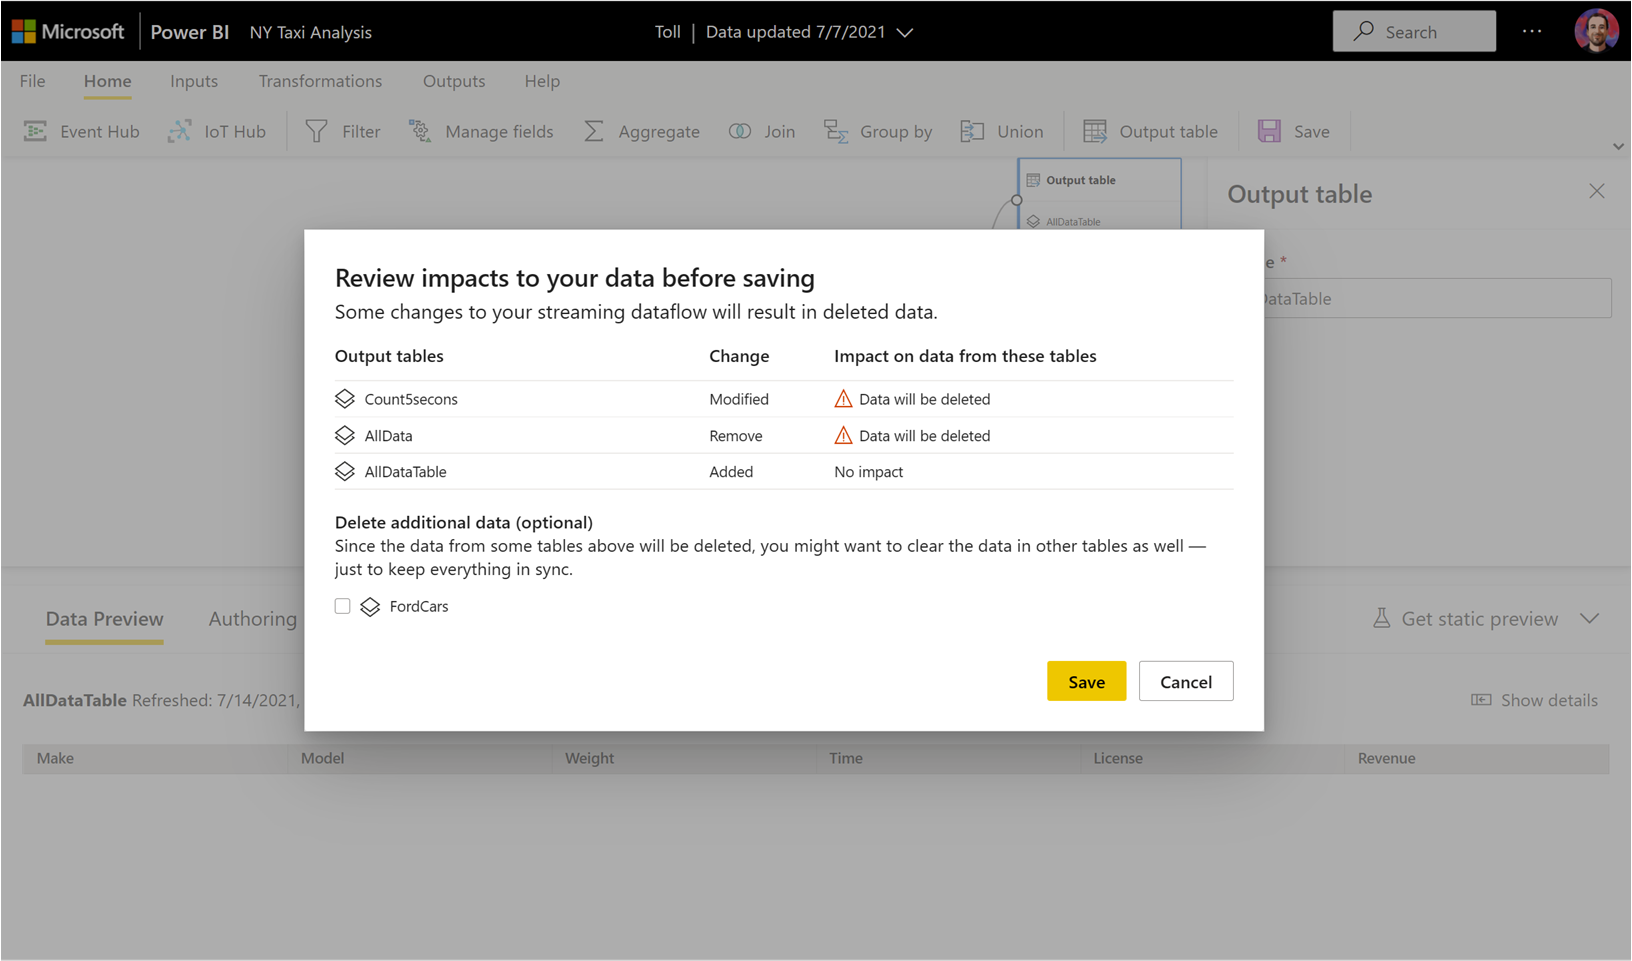 Microsoft Power BI NY Taxi Analysis Toll | Data updated 7/7/2021 Search ...
File Home Inputs Transformations Outputs Help
Event Hub IoT Hub Filter Manage fields Aggregate Join Group by Union Output table Save
Output table
Output table
AllDataTable
e *
DataTable
Review impacts to your data before saving
Some changes to your streaming dataflow will result in deleted data.
Output tables Change Impact on data from these tables
Count5secons Modified Data will be deleted
AllData Remove Data will be deleted
AllDataTable Added No impact
Delete additional data (optional)
Since the data from some tables above will be deleted, you might want to clear the data in other tables as well —
just to keep everything in sync.
FordCars
Save Cancel
Data Preview Authoring Get static preview
AllDataTable Refreshed: 7/14/2021, Show details
Make Model Weight Time License Revenue